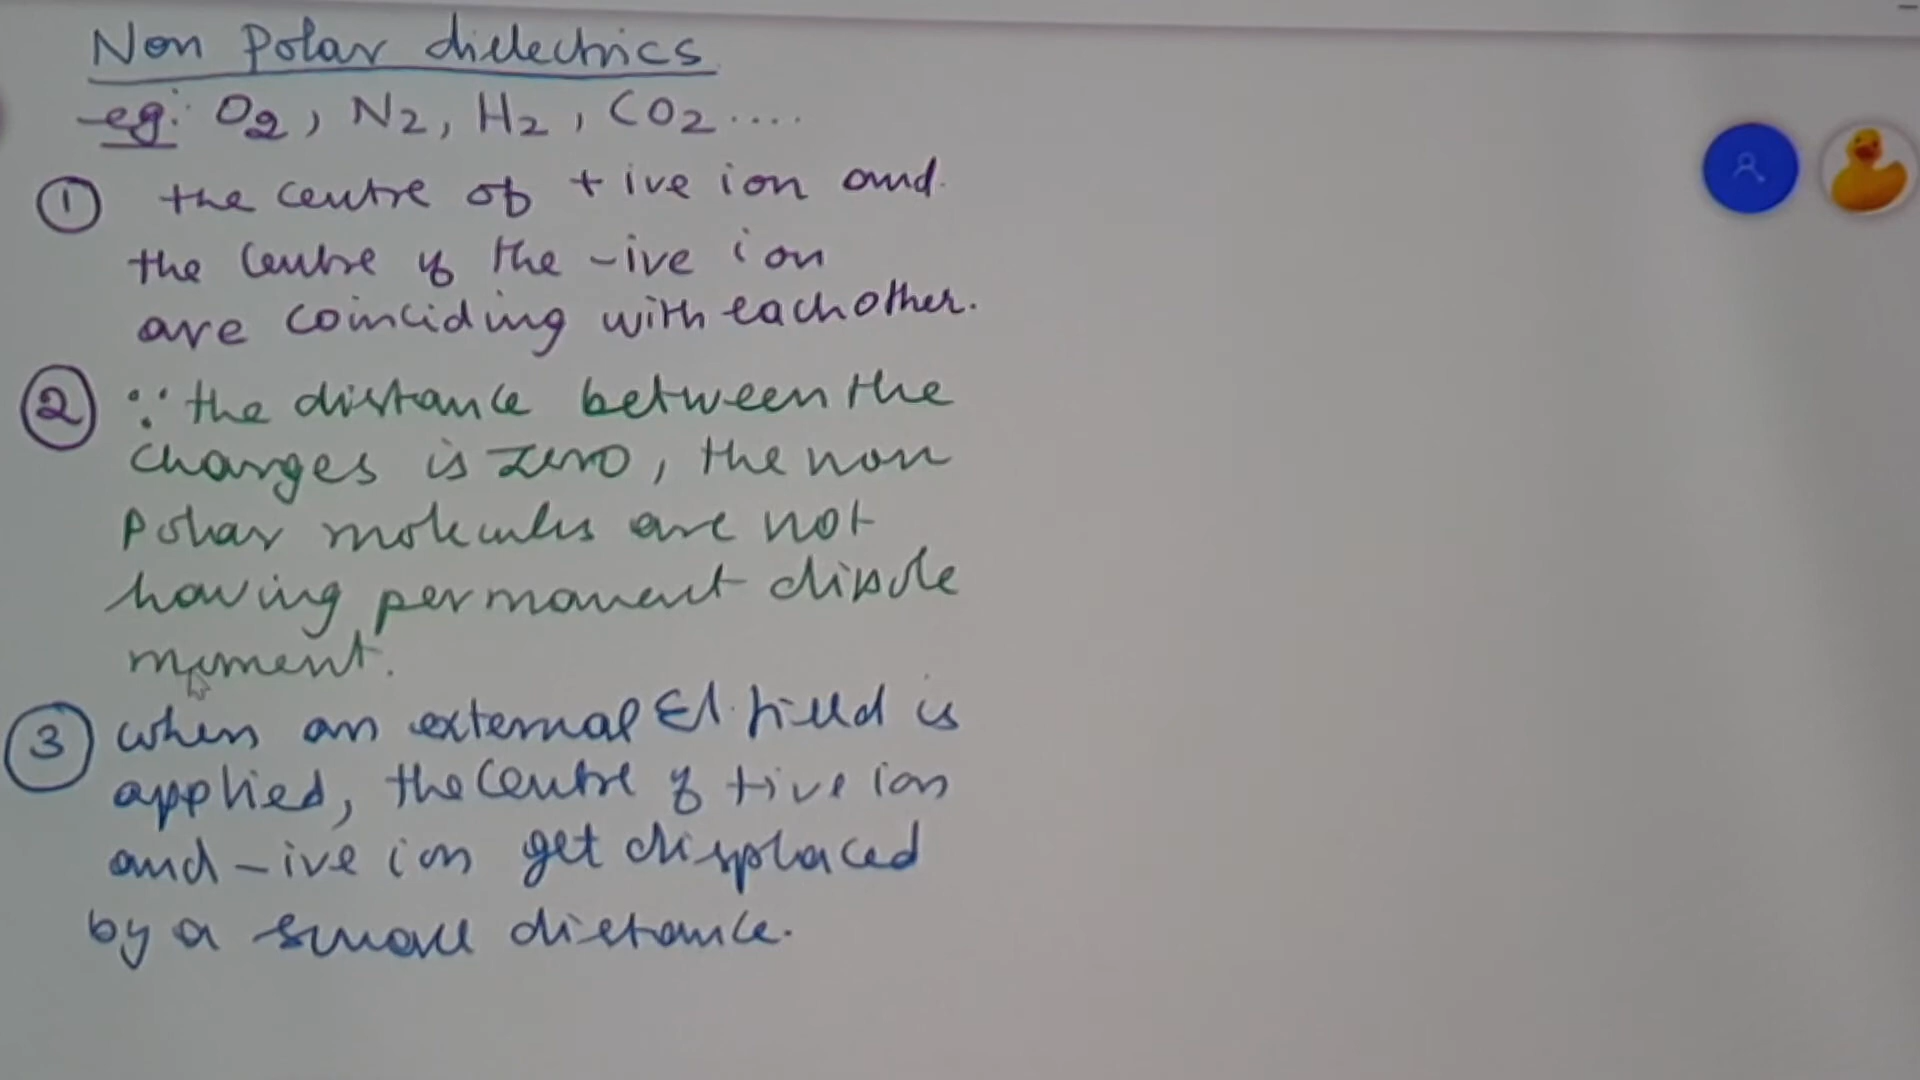 Non Polar dielectrics
eg: O2, N2, H2, CO2....
① the centre of +ive ion and
the centre of the -ive ion
are coinciding with eachother.
② ∵ the distance between the
charges is zero, the non
polar molecules are not
having permanent dipole
moment.
③ when an external El. field is
applied, the centre of +ive ion
and -ive ion get displaced
by a small distance.